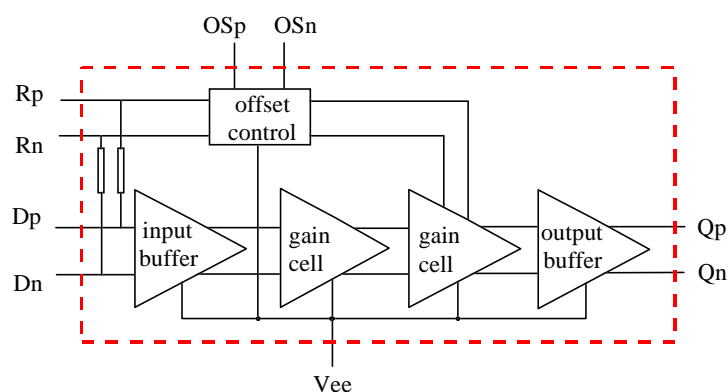 OSp OSn
Rp
offset
control
Rn
Dp
input
buffer
gain
cell
gain
cell
output
buffer
Qp
Dn
Qn
Vee